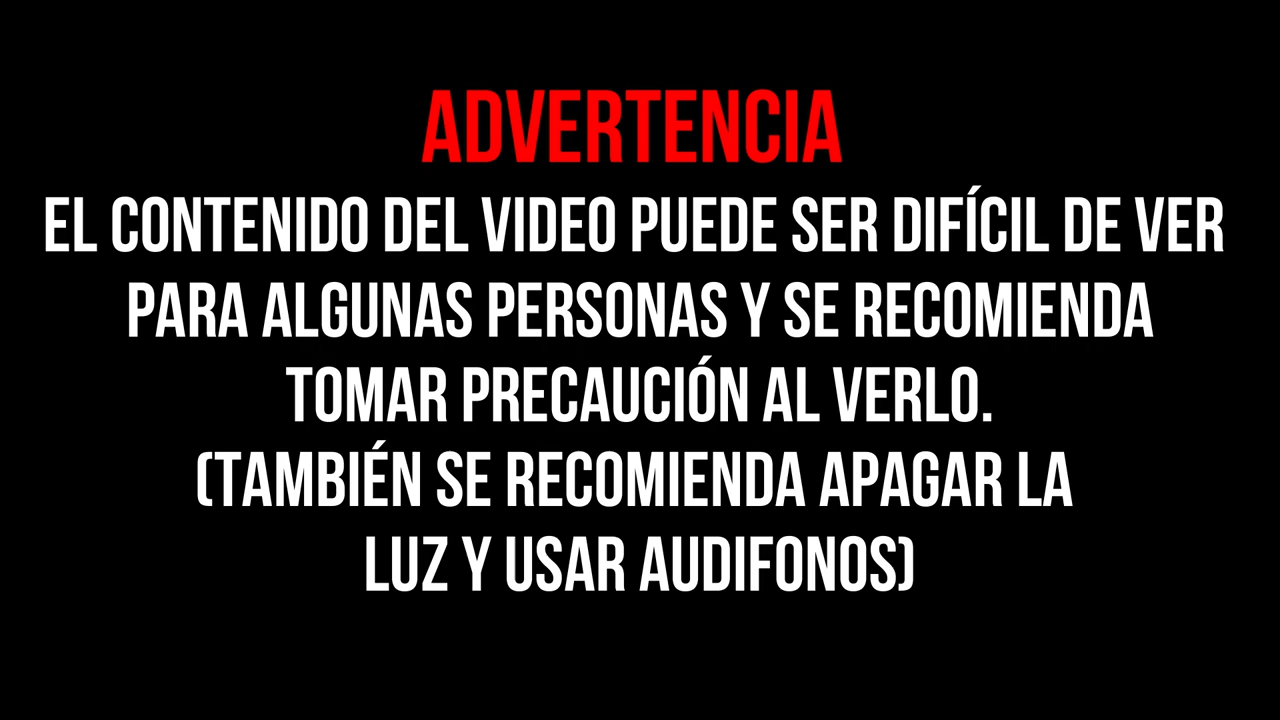 ADVERTENCIA
EL CONTENIDO DEL VIDEO PUEDE SER DIFÍCIL DE VER
PARA ALGUNAS PERSONAS Y SE RECOMIENDA
TOMAR PRECAUCIÓN AL VERLO.
(TAMBIÉN SE RECOMIENDA APAGAR LA
LUZ Y USAR AUDIFONOS)